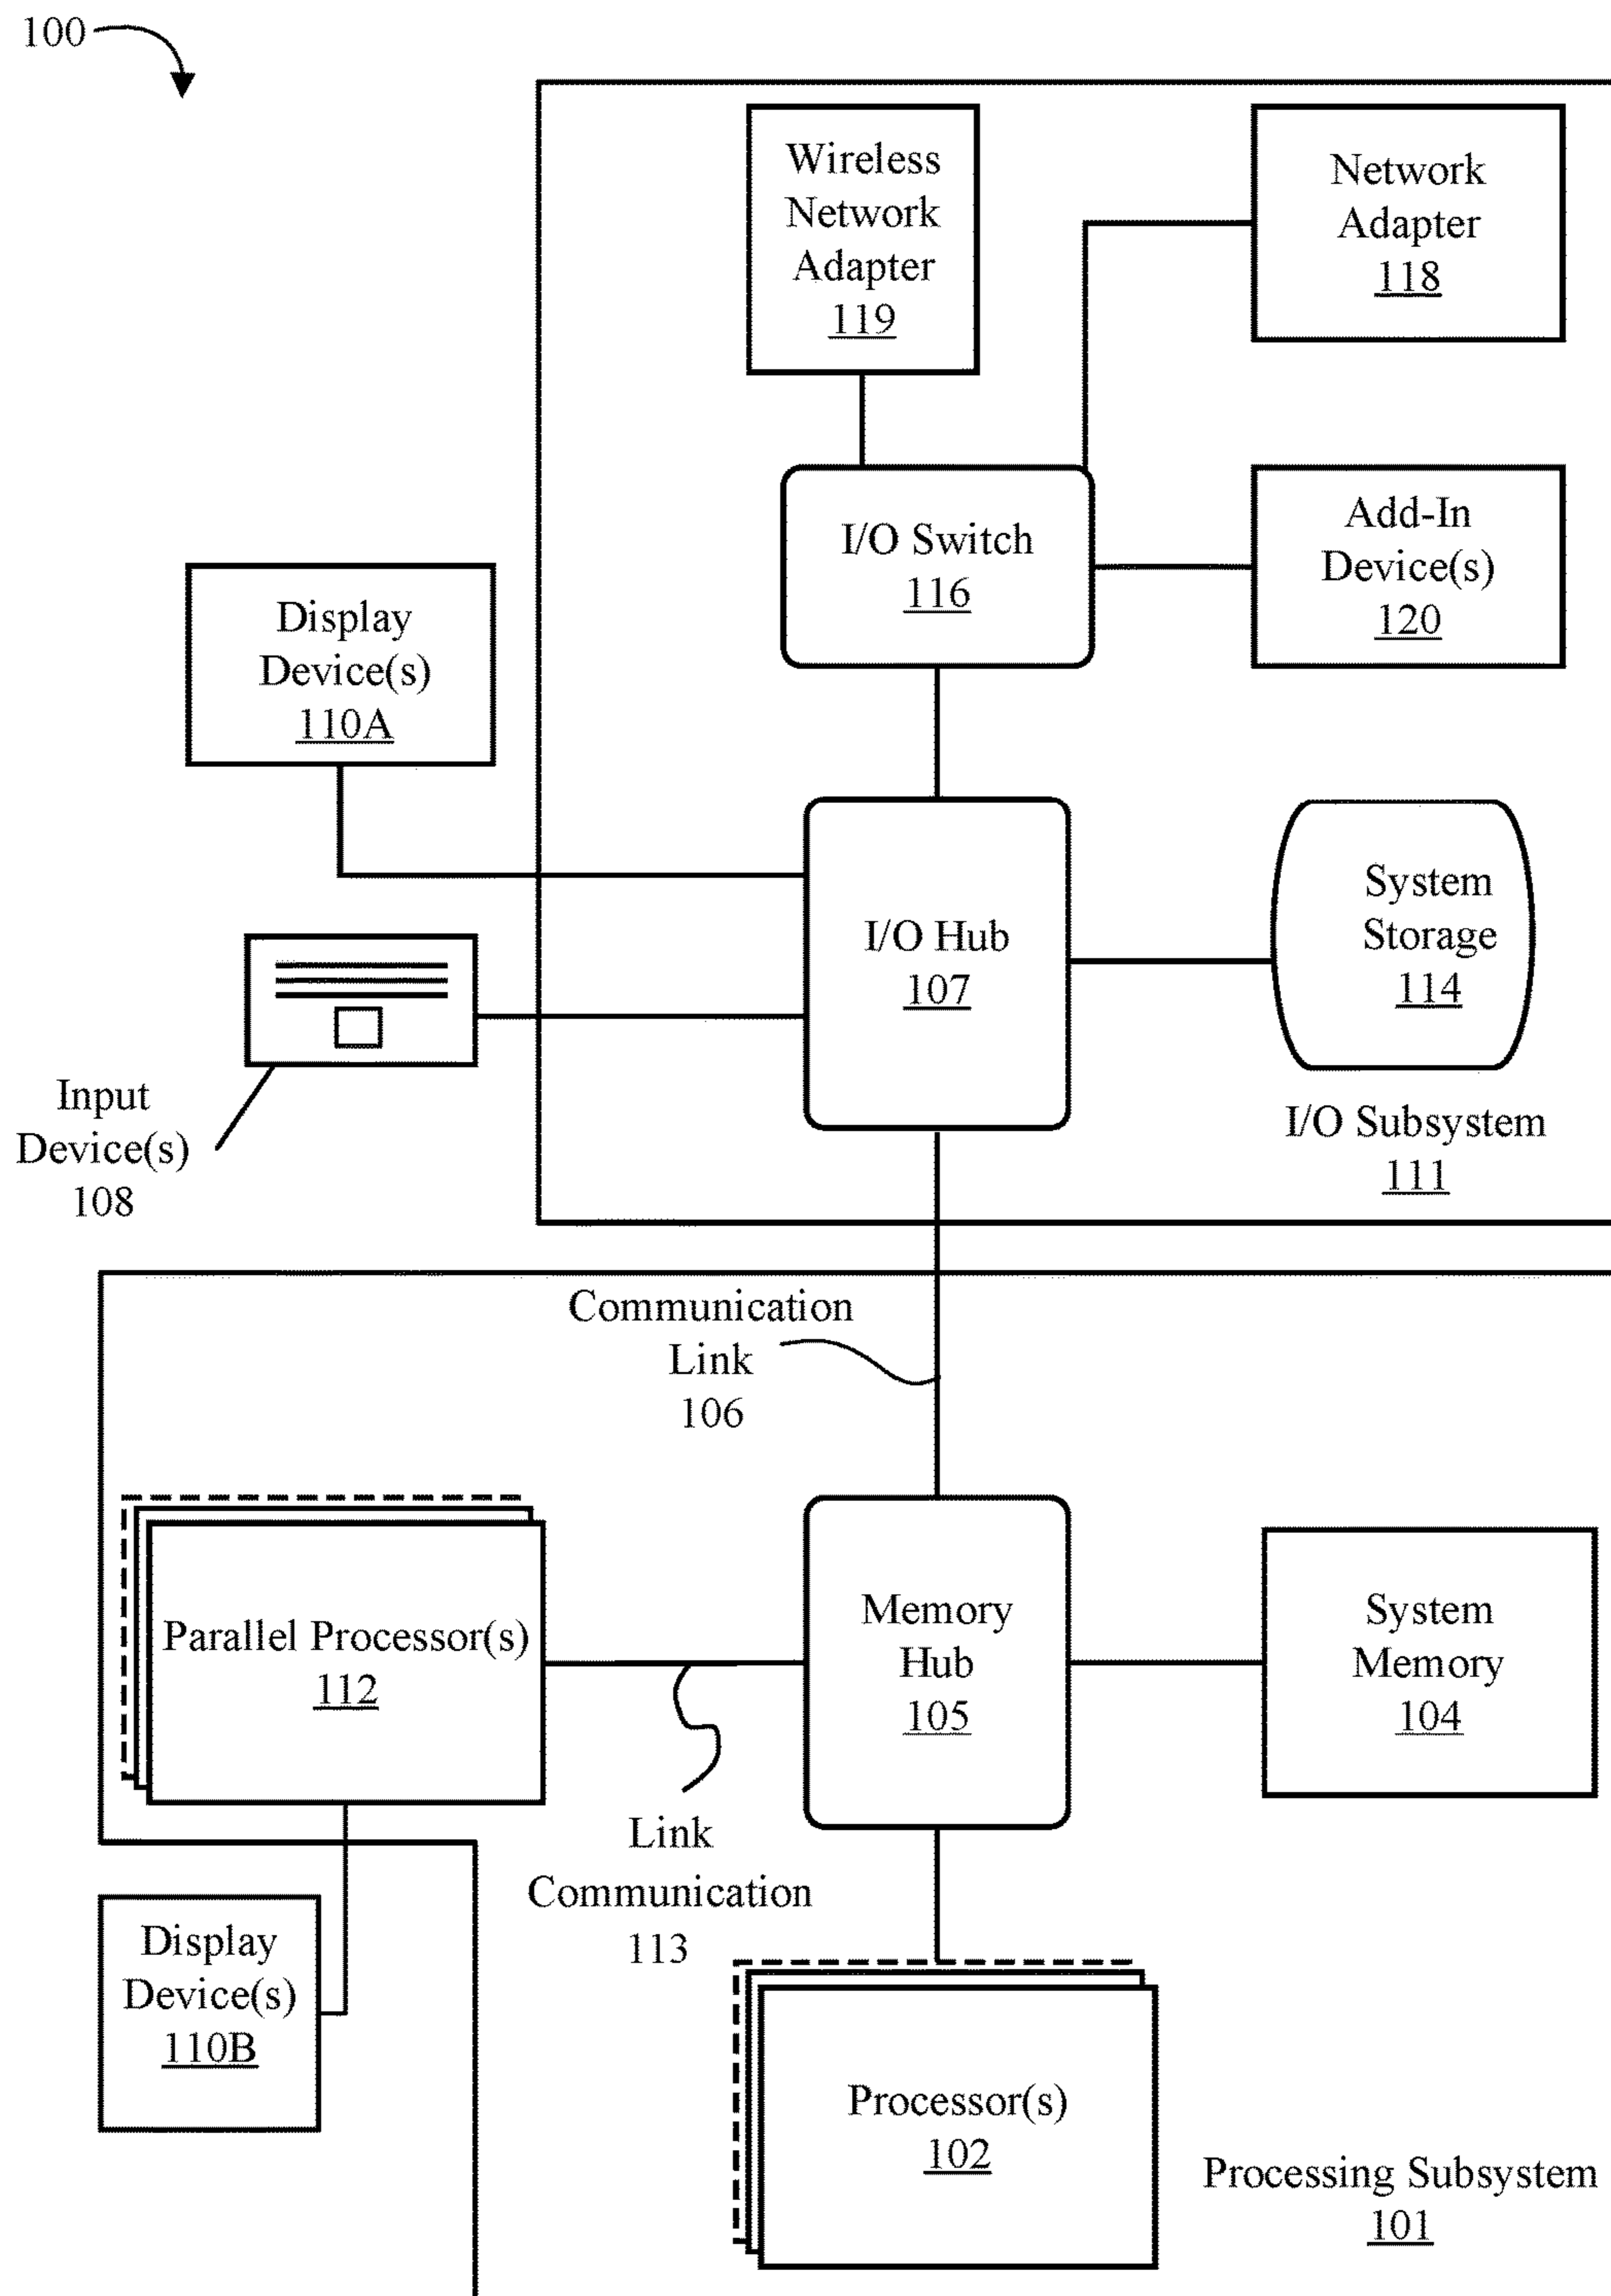 100
Wireless
Network
Adapter
119
Network
Adapter
118
I/O Switch
116
Add-In
Device(s)
120
Display
Device(s)
110A
I/O Hub
107
System
Storage
114
Input
Device(s)
108
I/O Subsystem
111
Communication
Link
106
Parallel Processor(s)
112
Memory
Hub
105
System
Memory
104
Link
Communication
113
Display
Device(s)
110B
Processor(s)
102
Processing Subsystem
101